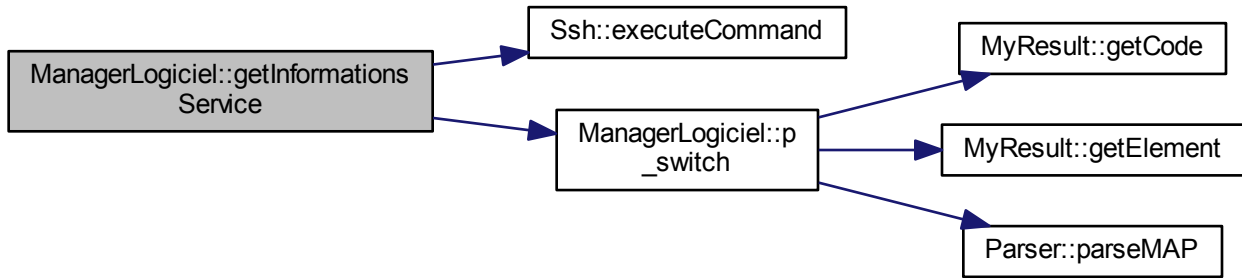 ManagerLogiciel::getInformations
Service
Ssh::executeCommand
ManagerLogiciel::p
_switch
MyResult::getCode
MyResult::getElement
Parser::parseMAP